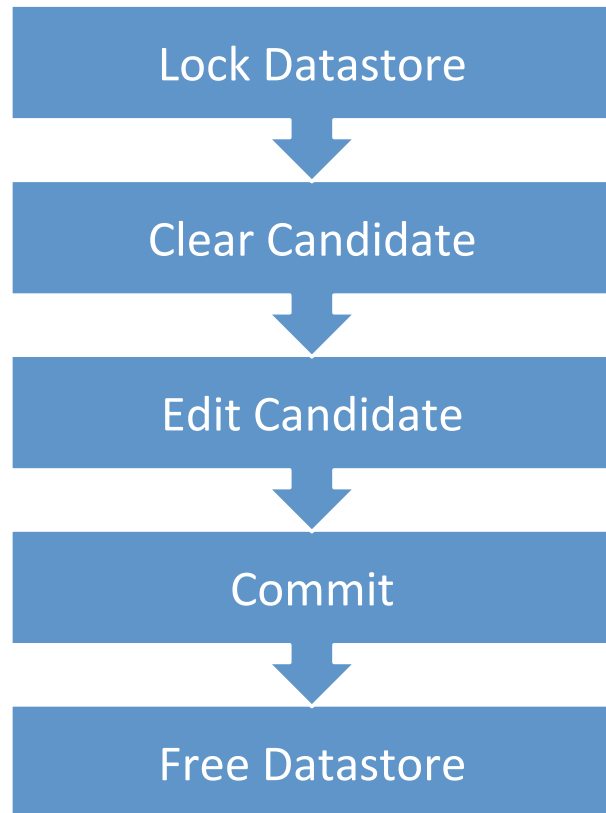 Lock Datastore
Clear Candidate
Edit Candidate
Commit
Free Datastore